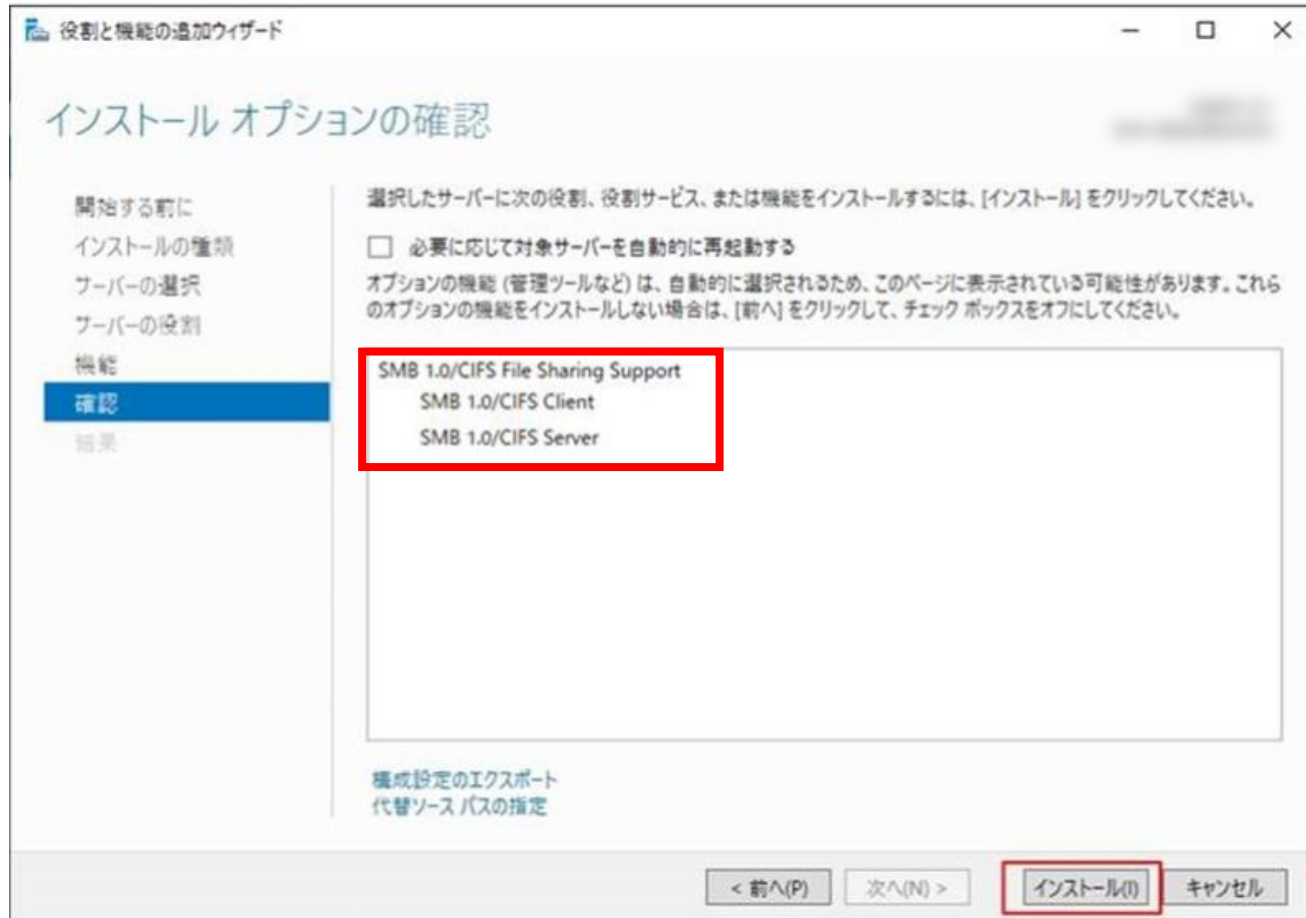 役割と機能の追加ウィザード
インストール オプションの確認
開始する前に
インストールの種類
サーバーの選択
サーバーの役割
機能
確認
結果
選択したサーバーに次の役割、役割サービス、または機能をインストールするには、[インストール] をクリックしてください。
必要に応じて対象サーバーを自動的に再起動する
オプションの機能 (管理ツールなど) は、自動的に選択されるため、このページに表示されている可能性があります。これら
のオプションの機能をインストールしない場合は、[前へ] をクリックして、チェック ボックスをオフにしてください。
SMB 1.0/CIFS File Sharing Support
SMB 1.0/CIFS Client
SMB 1.0/CIFS Server
構成設定のエクスポート
代替ソース パスの指定
< 前へ(P) 次へ(N) > インストール(I) キャンセル